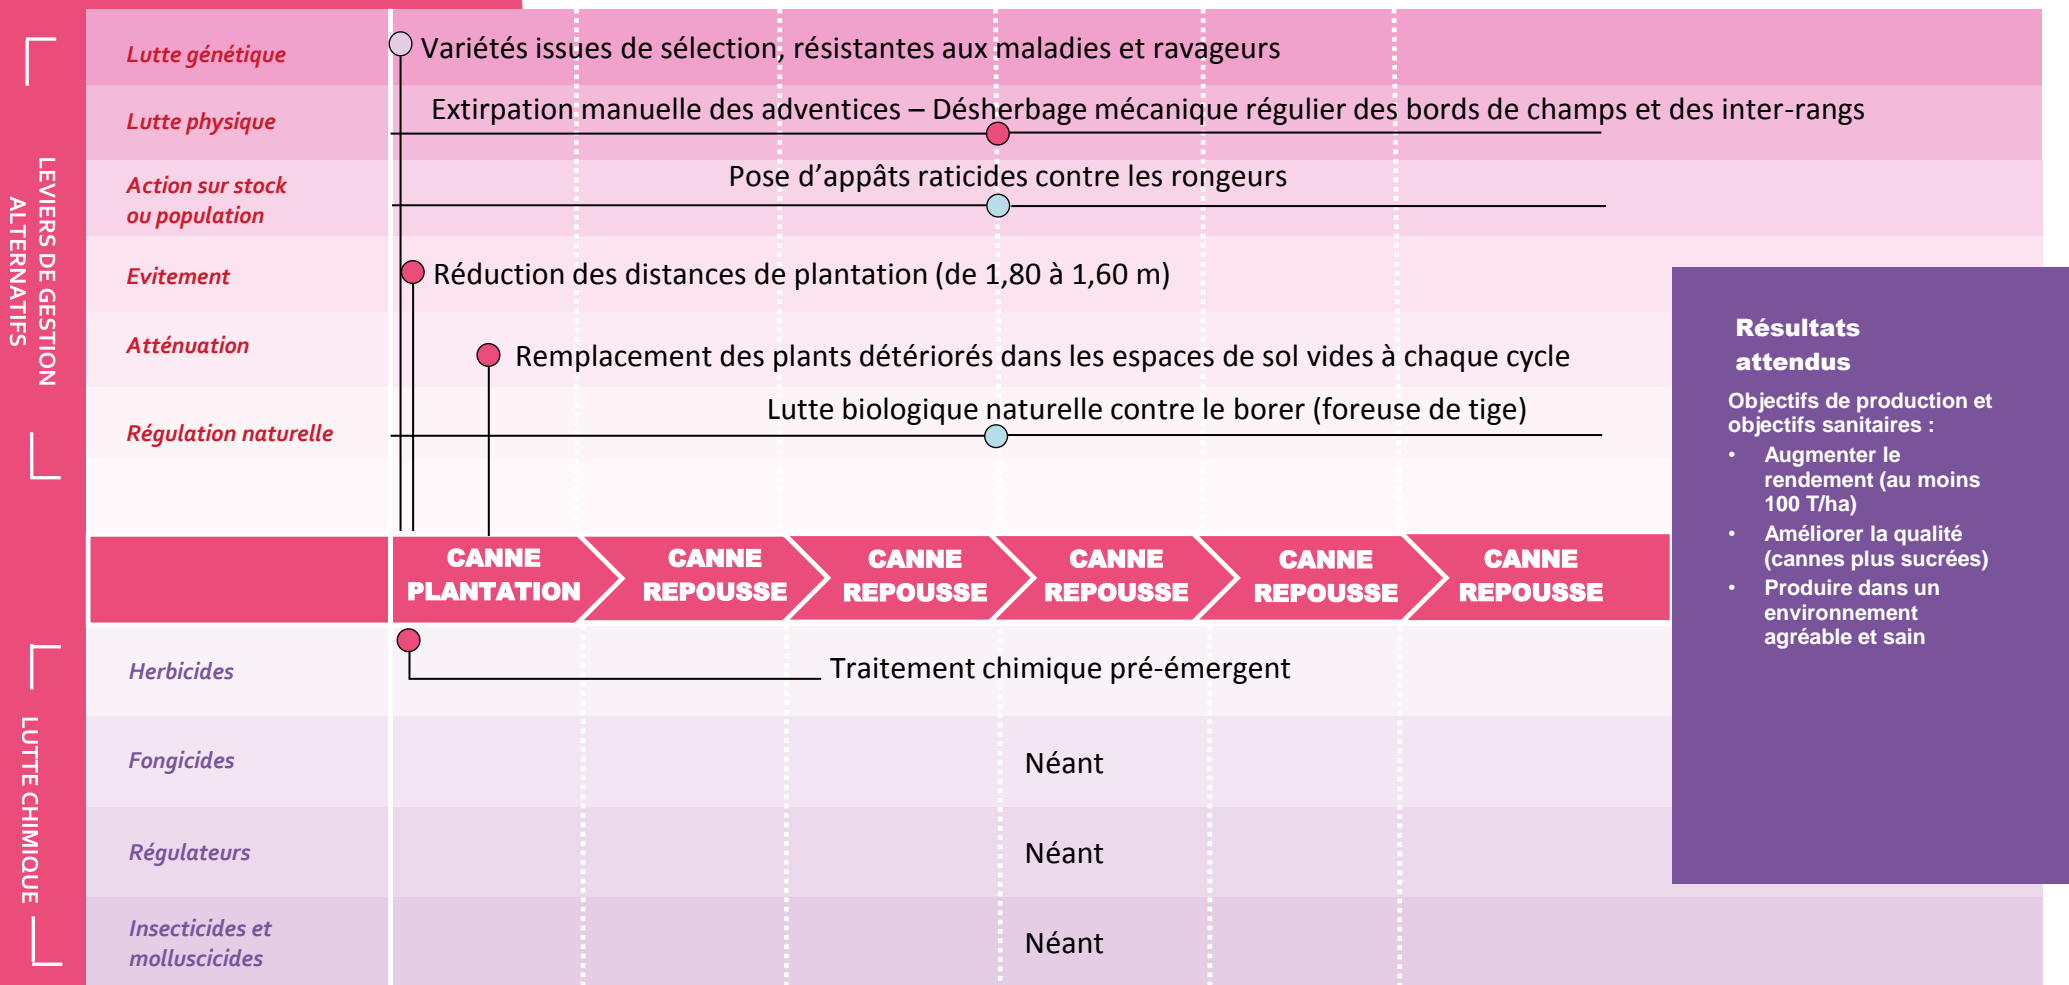 LEVIERS DE GESTION
ALTERNATIFS
Lutte génétique
Variétés issues de sélection, résistantes aux maladies et ravageurs
Lutte physique
Extirpation manuelle des adventices – Désherbage mécanique régulier des bords de champs et des inter-rangs
Action sur stock
ou population
Pose d’appâts raticides contre les rongeurs
Evitement
Réduction des distances de plantation (de 1,80 à 1,60 m)
Atténuation
Remplacement des plants détériorés dans les espaces de sol vides à chaque cycle
Régulation naturelle
Lutte biologique naturelle contre le borer (foreuse de tige)
CANNE
PLANTATION
CANNE
REPOUSSE
CANNE
REPOUSSE
CANNE
REPOUSSE
CANNE
REPOUSSE
CANNE
REPOUSSE
LUTTE CHIMIQUE
Herbicides
Traitement chimique pré-émergent
Fongicides
Néant
Régulateurs
Néant
Insecticides et
molluscicides
Néant
Résultats
attendus
Objectifs de production et
objectifs sanitaires :
• Augmenter le
rendement (au moins
100 T/ha)
• Améliorer la qualité
(cannes plus sucrées)
• Produire dans un
environnement
agréable et sain